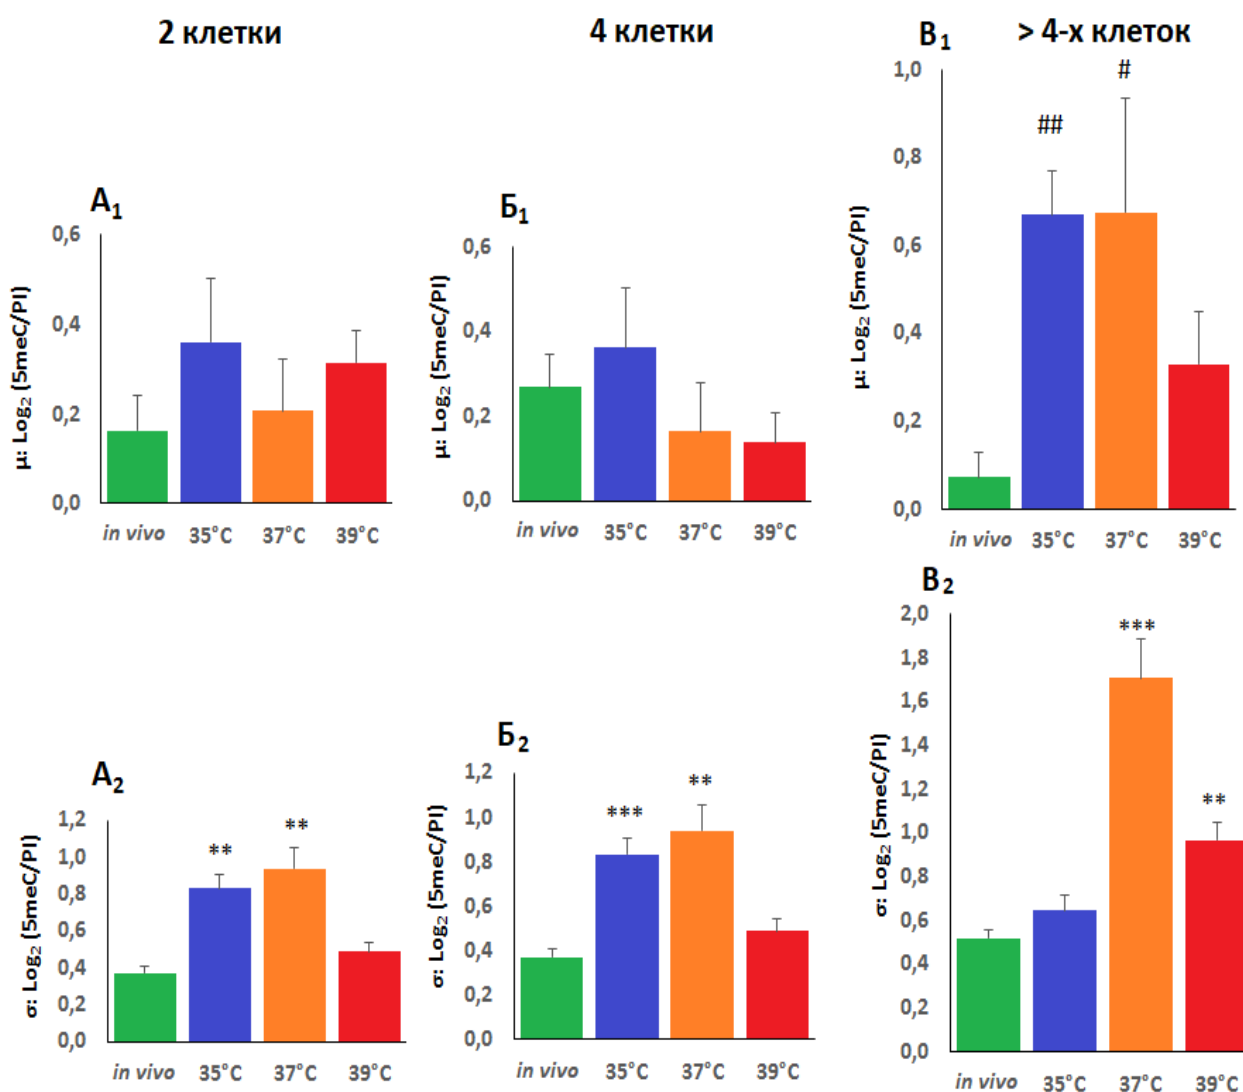 2 клетки
4 клетки
> 4-х клеток
А₁
μ: Log₂ (5meC/PI)
0,6
0,4
0,2
0,0
in vivo 35°C 37°C 39°C
Б₁
μ: Log₂ (5meC/PI)
0,6
0,4
0,2
0,0
in vivo 35°C 37°C 39°C
В₁
μ: Log₂ (5meC/PI)
1,0
0,8
0,6
0,4
0,2
0,0
##
#
in vivo 35°C 37°C 39°C
А₂
σ: Log₂ (5meC/PI)
1,2
1,0
0,8
0,6
0,4
0,2
0,0
**
**
in vivo 35°C 37°C 39°C
Б₂
σ: Log₂ (5meC/PI)
1,2
1,0
0,8
0,6
0,4
0,2
0,0
***
**
in vivo 35°C 37°C 39°C
В₂
σ: Log₂ (5meC/PI)
2,0
1,8
1,6
1,4
1,2
1,0
0,8
0,6
0,4
0,2
0,0
***
**
in vivo 35°C 37°C 39°C